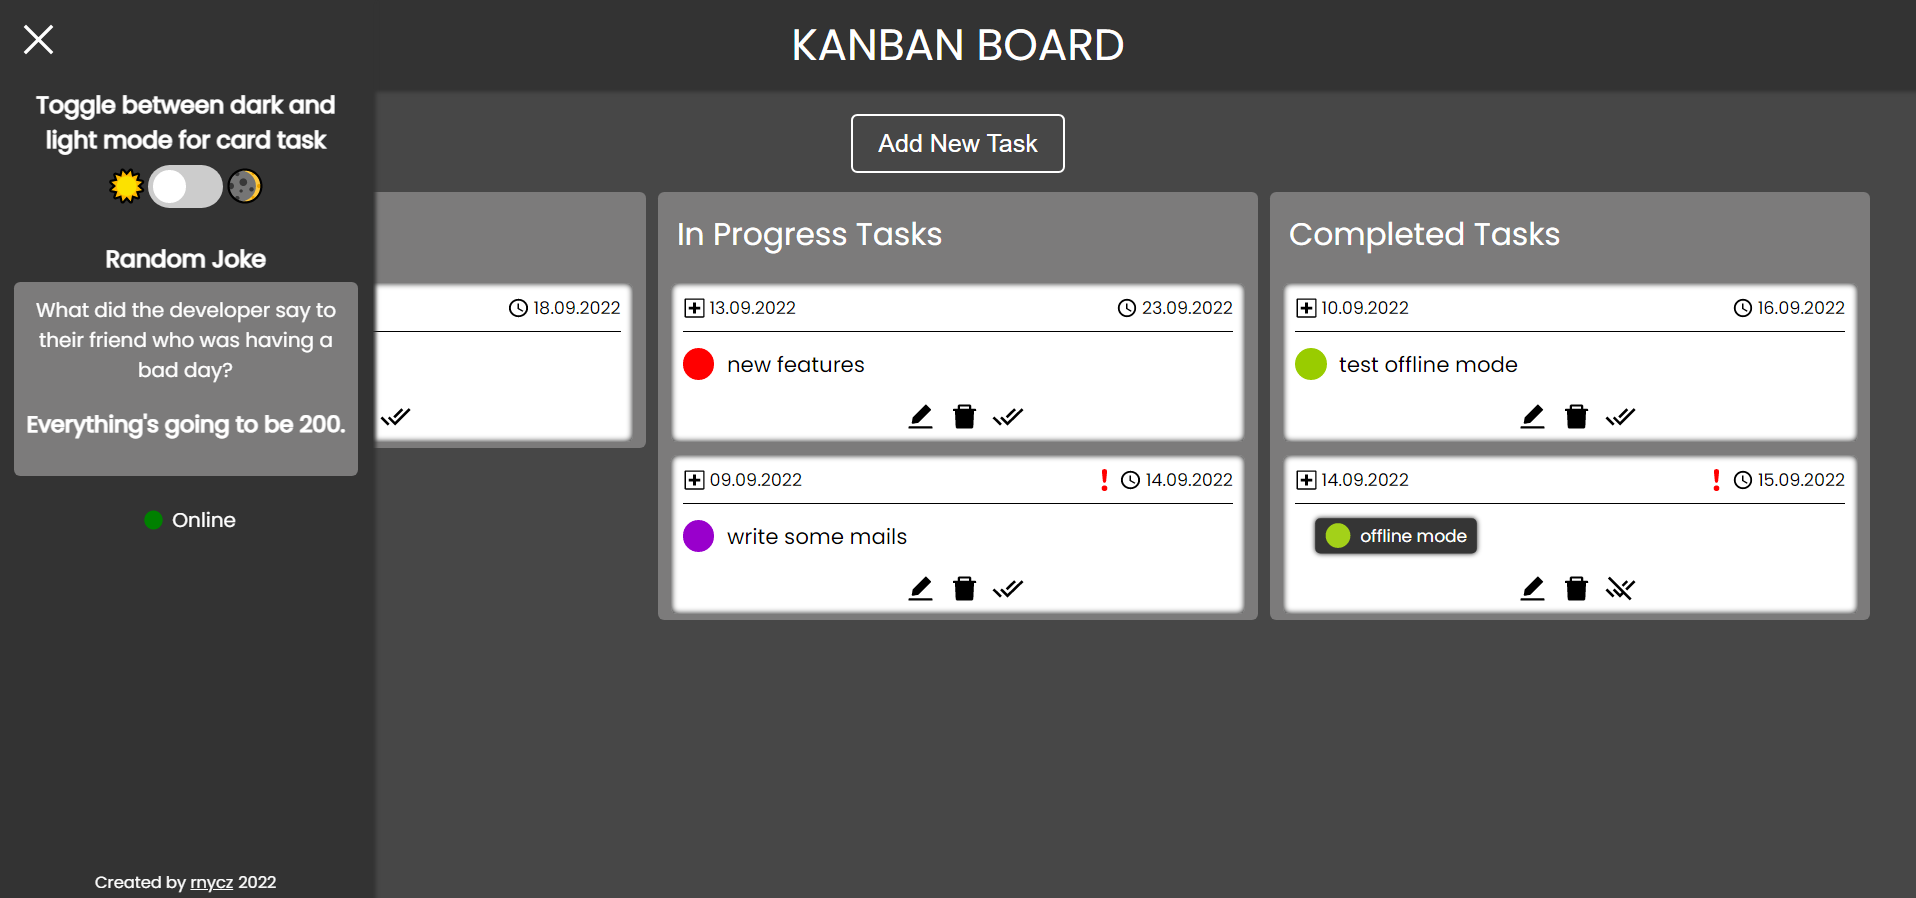 KANBAN BOARD
Toggle between dark and
light mode for card task
Random Joke
What did the developer say to
their friend who was having a
bad day?
Everything's going to be 200.
Online
Created by rnycz 2022
Add New Task
18.09.2022
In Progress Tasks
13.09.2022 23.09.2022
new features
09.09.2022 ! 14.09.2022
write some mails
Completed Tasks
10.09.2022 16.09.2022
test offline mode
14.09.2022 ! 15.09.2022
offline mode